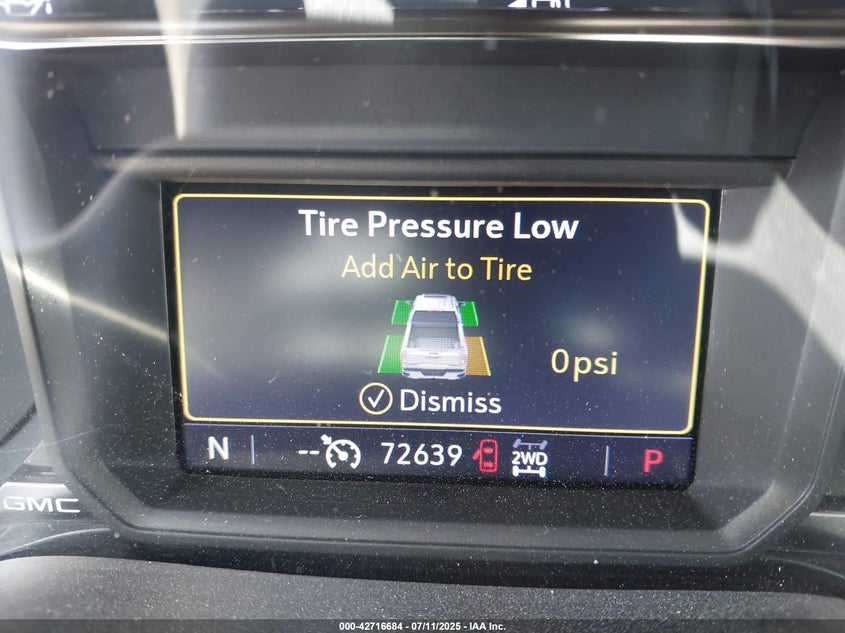 Tire Pressure Low
Add Air to Tire
0psi
Dismiss
N -- 72639 2WD P
GMC
000-42716684 - 07/11/2025 - IAA Inc.